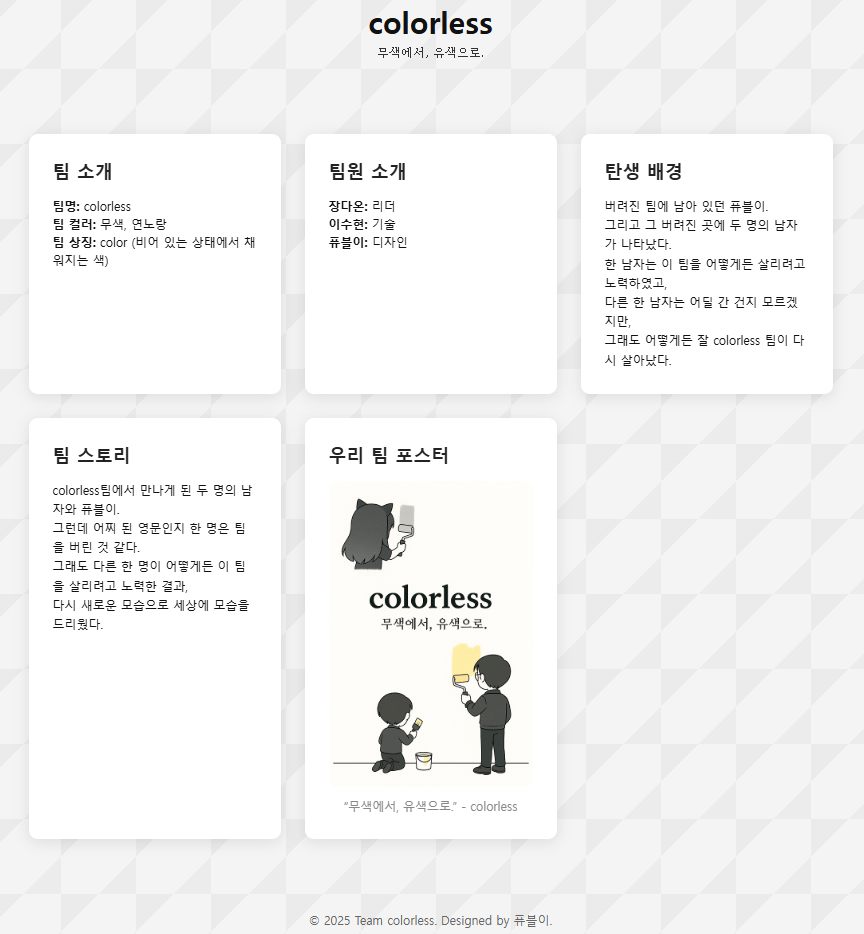 colorless
무색에서, 유색으로.
팀 소개
팀명: colorless
팀 컬러: 무색, 연노랑
팀 상징: color (비어 있는 상태에서 채
워지는 색)
팀원 소개
장다온: 리더
이수현: 기술
퓨블이: 디자인
탄생 배경
버려진 팀에 남아 있던 퓨블이.
그리고 그 버려진 곳에 두 명의 남자
가 나타났다.
한 남자는 이 팀을 어떻게든 살리려고
노력하였고,
다른 한 남자는 어딜 간 건지 모르겠
지만,
그래도 어떻게든 잘 colorless 팀이 다
시 살아났다.
팀 스토리
colorless팀에서 만나게 된 두 명의 남
자와 퓨블이.
그런데 어찌 된 영문인지 한 명은 팀
을 버린 것 같다.
그래도 다른 한 명이 어떻게든 이 팀
을 살리려고 노력한 결과,
다시 새로운 모습으로 세상에 모습을
드리웠다.
우리 팀 포스터
colorless
무색에서, 유색으로.
“무색에서, 유색으로.” - colorless
© 2025 Team colorless. Designed by 퓨블이.